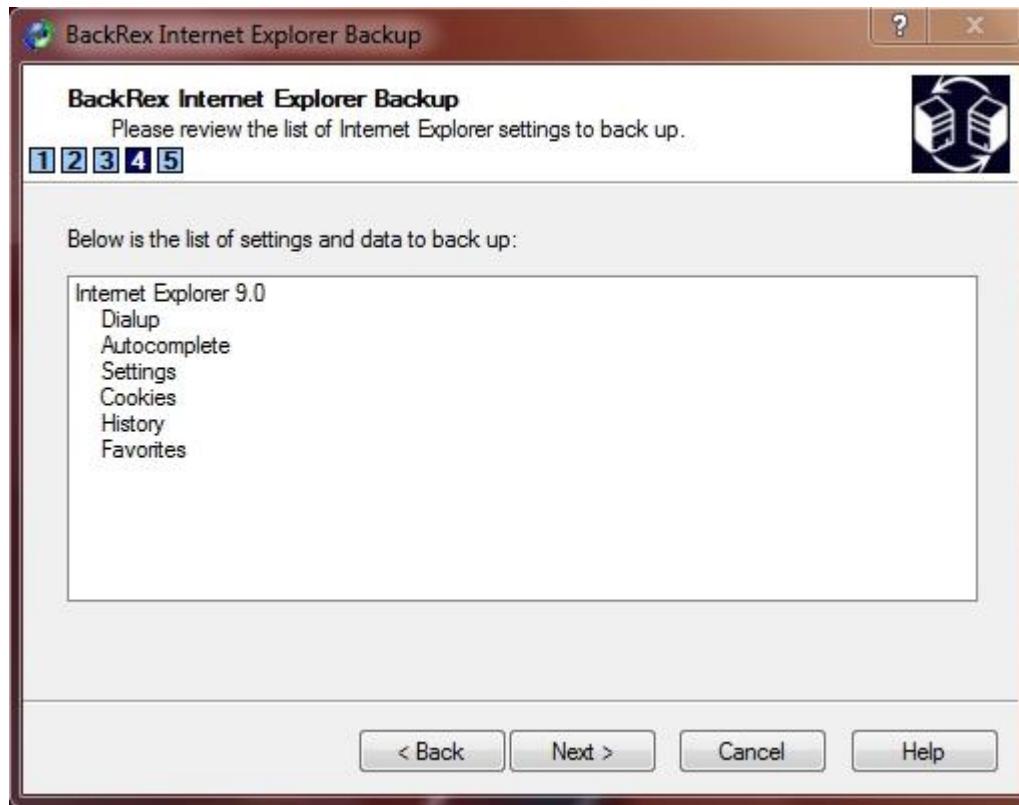 BackRex Internet Explorer Backup
BackRex Internet Explorer Backup
Please review the list of Internet Explorer settings to back up.
1 2 3 4 5
Below is the list of settings and data to back up:
Internet Explorer 9.0
Dialup
Autocomplete
Settings
Cookies
History
Favorites
< Back Next > Cancel Help